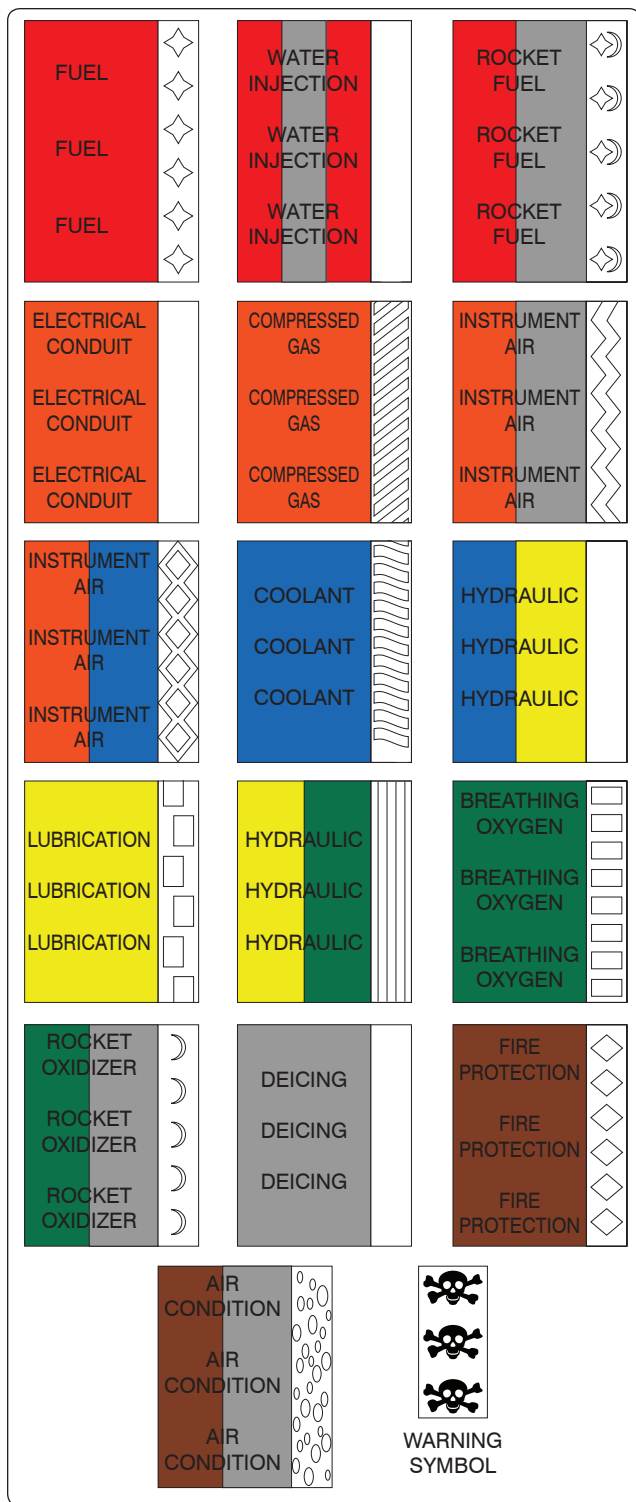 FUEL
FUEL
FUEL
WATER
INJECTION
WATER
INJECTION
WATER
INJECTION
ROCKET
FUEL
ROCKET
FUEL
ROCKET
FUEL
ELECTRICAL
CONDUIT
ELECTRICAL
CONDUIT
ELECTRICAL
CONDUIT
COMPRESSED
GAS
COMPRESSED
GAS
COMPRESSED
GAS
INSTRUMENT
AIR
INSTRUMENT
AIR
INSTRUMENT
AIR
INSTRUMENT
AIR
INSTRUMENT
AIR
INSTRUMENT
AIR
COOLANT
COOLANT
COOLANT
HYDRAULIC
HYDRAULIC
HYDRAULIC
LUBRICATION
LUBRICATION
LUBRICATION
HYDRAULIC
HYDRAULIC
HYDRAULIC
BREATHING
OXYGEN
BREATHING
OXYGEN
BREATHING
OXYGEN
ROCKET
OXIDIZER
ROCKET
OXIDIZER
ROCKET
OXIDIZER
DEICING
DEICING
DEICING
FIRE
PROTECTION
FIRE
PROTECTION
FIRE
PROTECTION
AIR
CONDITION
AIR
CONDITION
AIR
CONDITION
WARNING
SYMBOL